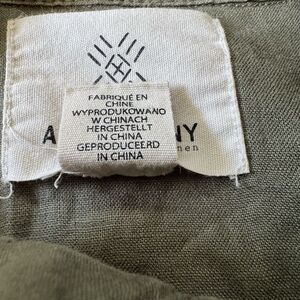 FABRIQUÉ EN
CHINE
WYPRODUKOWANO
W CHINACH
HERGESTELLT
IN CHINA
GEPRODUCEERD
IN CHINA